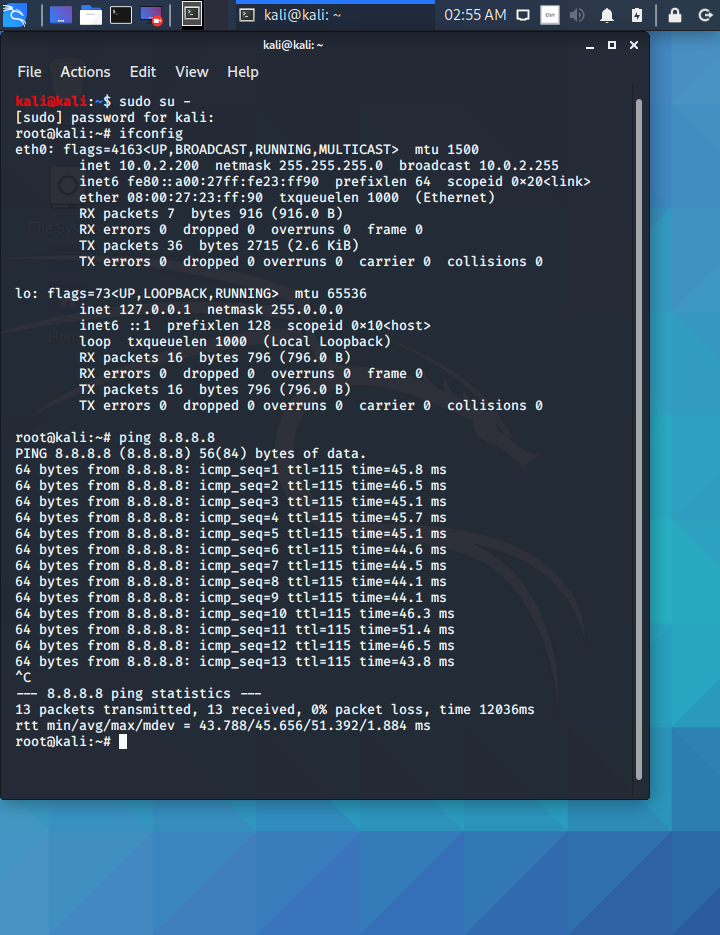 kali@kali: ~
02:55 AM
Ctrl
kali@kali: ~
File Actions Edit View Help
kali@kali:~$ sudo su -
[sudo] password for kali:
root@kali:~# ifconfig
eth0: flags=4163<UP,BROADCAST,RUNNING,MULTICAST>  mtu 1500
        inet 10.0.2.200  netmask 255.255.255.0  broadcast 10.0.2.255
        inet6 fe80::a00:27ff:fe23:ff90  prefixlen 64  scopeid 0x20<link>
        ether 08:00:27:23:ff:90  txqueuelen 1000  (Ethernet)
        RX packets 7  bytes 916 (916.0 B)
        RX errors 0  dropped 0  overruns 0  frame 0
        TX packets 36  bytes 2715 (2.6 KiB)
        TX errors 0  dropped 0 overruns 0  carrier 0  collisions 0
lo: flags=73<UP,LOOPBACK,RUNNING>  mtu 65536
        inet 127.0.0.1  netmask 255.0.0.0
        inet6 ::1  prefixlen 128  scopeid 0x10<host>
        loop  txqueuelen 1000  (Local Loopback)
        RX packets 16  bytes 796 (796.0 B)
        RX errors 0  dropped 0  overruns 0  frame 0
        TX packets 16  bytes 796 (796.0 B)
        TX errors 0  dropped 0 overruns 0  carrier 0  collisions 0
root@kali:~# ping 8.8.8.8
PING 8.8.8.8 (8.8.8.8) 56(84) bytes of data.
64 bytes from 8.8.8.8: icmp_seq=1 ttl=115 time=45.8 ms
64 bytes from 8.8.8.8: icmp_seq=2 ttl=115 time=46.5 ms
64 bytes from 8.8.8.8: icmp_seq=3 ttl=115 time=45.1 ms
64 bytes from 8.8.8.8: icmp_seq=4 ttl=115 time=45.7 ms
64 bytes from 8.8.8.8: icmp_seq=5 ttl=115 time=45.1 ms
64 bytes from 8.8.8.8: icmp_seq=6 ttl=115 time=44.6 ms
64 bytes from 8.8.8.8: icmp_seq=7 ttl=115 time=44.5 ms
64 bytes from 8.8.8.8: icmp_seq=8 ttl=115 time=44.1 ms
64 bytes from 8.8.8.8: icmp_seq=9 ttl=115 time=44.1 ms
64 bytes from 8.8.8.8: icmp_seq=10 ttl=115 time=46.3 ms
64 bytes from 8.8.8.8: icmp_seq=11 ttl=115 time=51.4 ms
64 bytes from 8.8.8.8: icmp_seq=12 ttl=115 time=46.5 ms
64 bytes from 8.8.8.8: icmp_seq=13 ttl=115 time=43.8 ms
^C
--- 8.8.8.8 ping statistics ---
13 packets transmitted, 13 received, 0% packet loss, time 12036ms
rtt min/avg/max/mdev = 43.788/45.656/51.392/1.884 ms
root@kali:~#